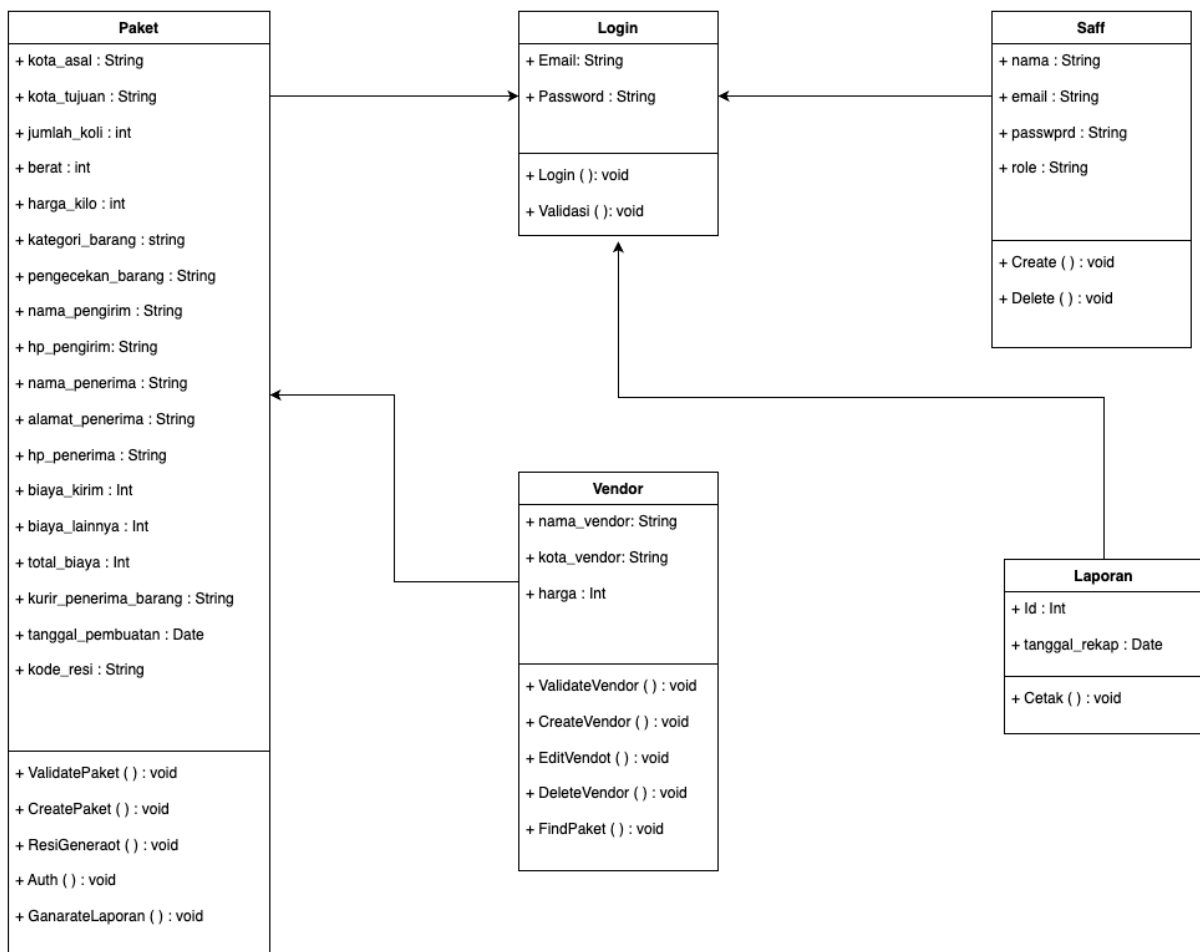 Paket
+ kota_asal : String
+ kota_tujuan : String
+ jumlah_koli : int
+ berat : int
+ harga_kilo : int
+ kategori_barang : string
+ pengecekan_barang : String
+ nama_pengirim : String
+ hp_pengirim: String
+ nama_penerima : String
+ alamat_penerima : String
+ hp_penerima : String
+ biaya_kirim : Int
+ biaya_lainnya : Int
+ total_biaya : Int
+ kurir_penerima_barang : String
+ tanggal_pembuatan : Date
+ kode_resi : String
+ ValidatePaket ( ) : void
+ CreatePaket ( ) : void
+ ResiGeneraot ( ) : void
+ Auth ( ) : void
+ GanarateLaporan ( ) : void
Login
+ Email: String
+ Password : String
+ Login ( ): void
+ Validasi ( ): void
Saff
+ nama : String
+ email : String
+ passwprd : String
+ role : String
+ Create ( ) : void
+ Delete ( ) : void
Vendor
+ nama_vendor: String
+ kota_vendor: String
+ harga : Int
+ ValidateVendor ( ) : void
+ CreateVendor ( ) : void
+ EditVendot ( ) : void
+ DeleteVendor ( ) : void
+ FindPaket ( ) : void
Laporan
+ Id : Int
+ tanggal_rekap : Date
+ Cetak ( ) : void